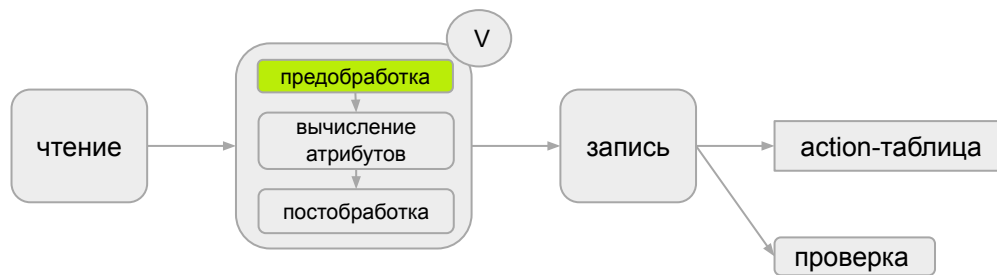 V
предобработка
чтение
вычисление
атрибутов
постобработка
запись
action-таблица
проверка